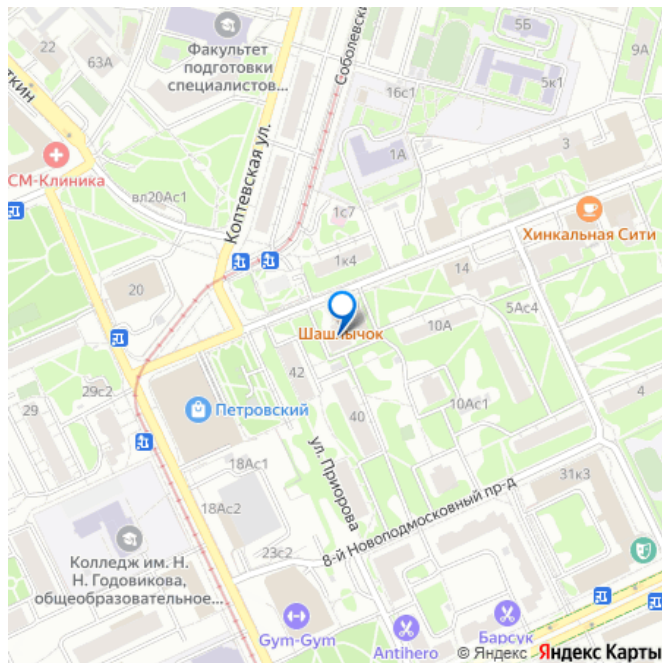 22
63А
Факультет
подготовки
специалистов...
Соболевски
5Б
9А
5к1
16с1
ткин
СМ-Клиника
Коптевская ул.
1А
3
вл20Ас1
1с7
Хинкальная Сити
1к4
14
20
5Ас4
10А
Шашлычок
42
29с2
29
Петровский
40
10Ас1
4
ул. Приорова
18Ас1
31к3
18Ас2
8-й Новоподмосковный пр-д
23с2
Колледж им. Н.
Н. Годовикова,
общеобразовательное...
Gym-Gym
Antihero
Барсук
© Яндекс Яндекс Карты